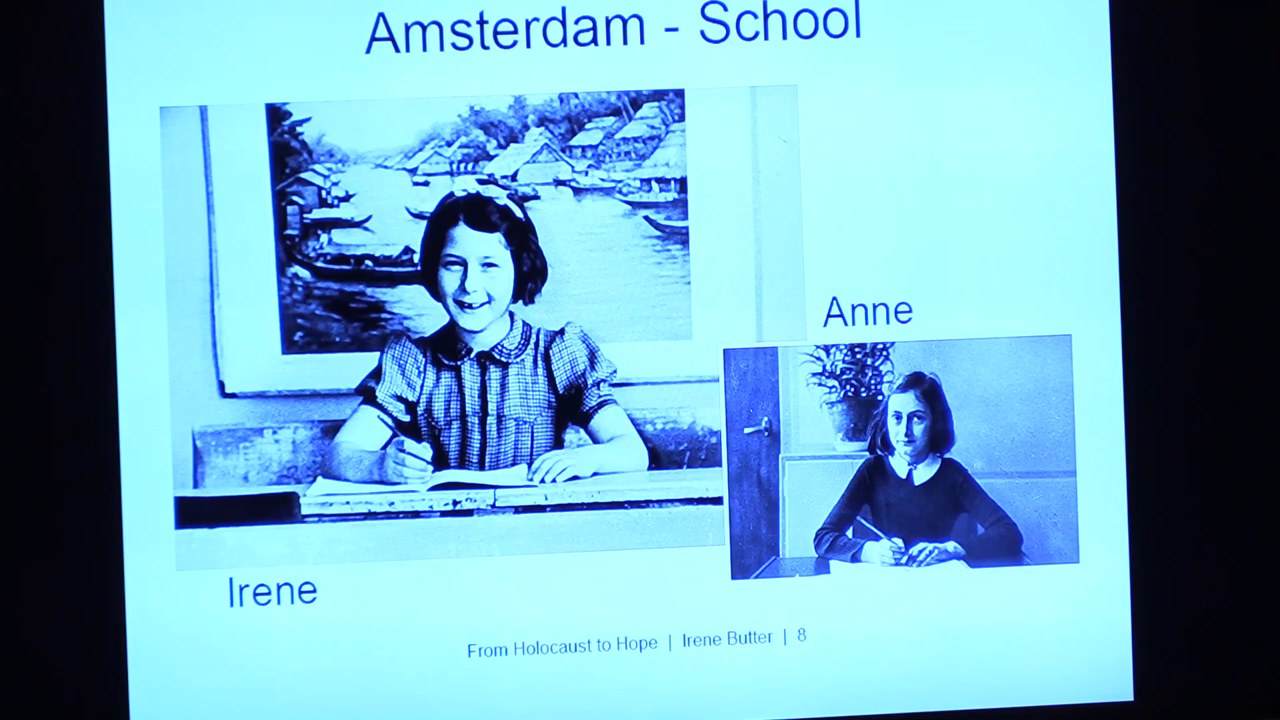 Amsterdam - School
Anne
Irene
From Holocaust to Hope | Irene Butter | 8